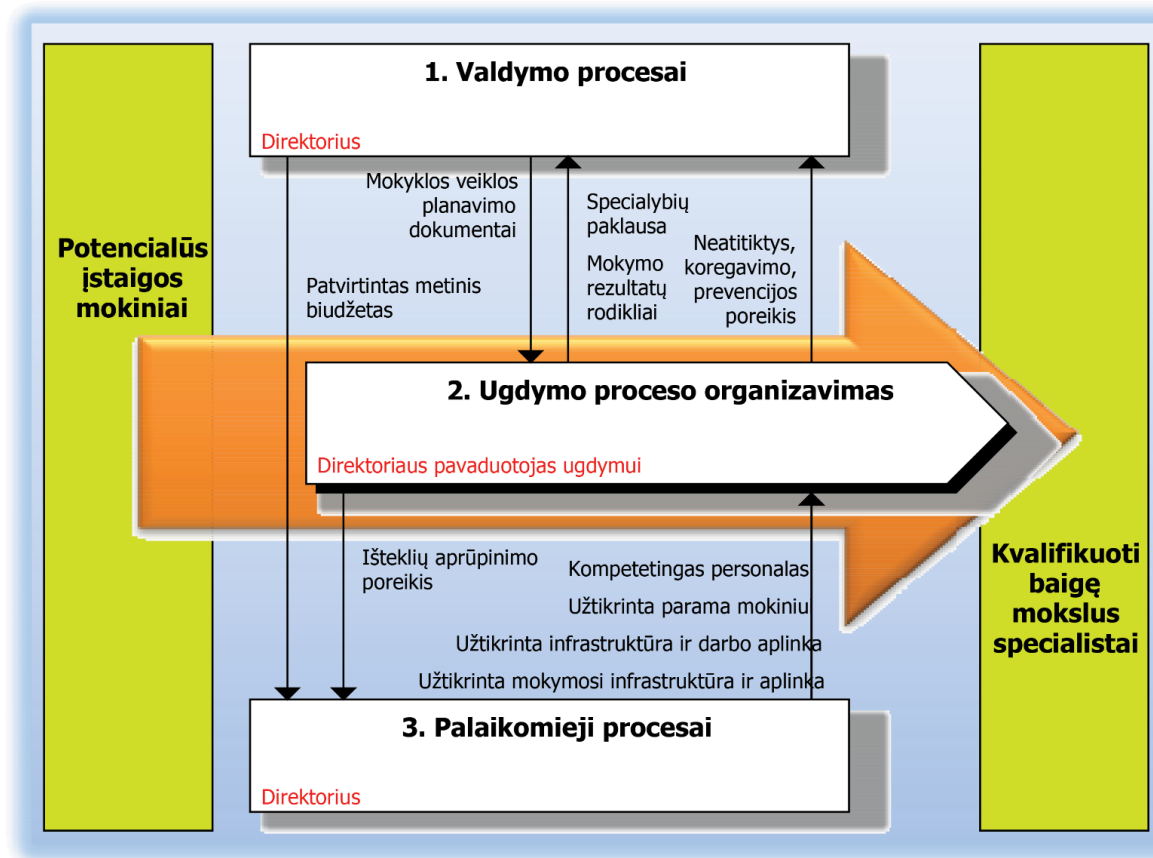 1. Valdymo procesai
Direktorius
Mokyklos veiklos
planavimo
dokumentai
Specialybių
paklausa
Mokymo
rezultatų
rodikliai
Neatitiktys,
koregavimo,
prevencijos
poreikis
Potencialūs
įstaigos
mokiniai
Patvirtintas metinis
biudžetas
2. Ugdymo proceso organizavimas
Direktoriaus pavaduotojas ugdymui
Išteklių aprūpinimo
poreikis
Kompetetingas personalas
Užtikrinta parama mokiniui
Užtikrinta infrastruktūra ir darbo aplinka
Užtikrinta mokymosi infrastruktūra ir aplinka
Kvalifikuoti
baigę
mokslus
specialistai
3. Palaikomieji procesai
Direktorius